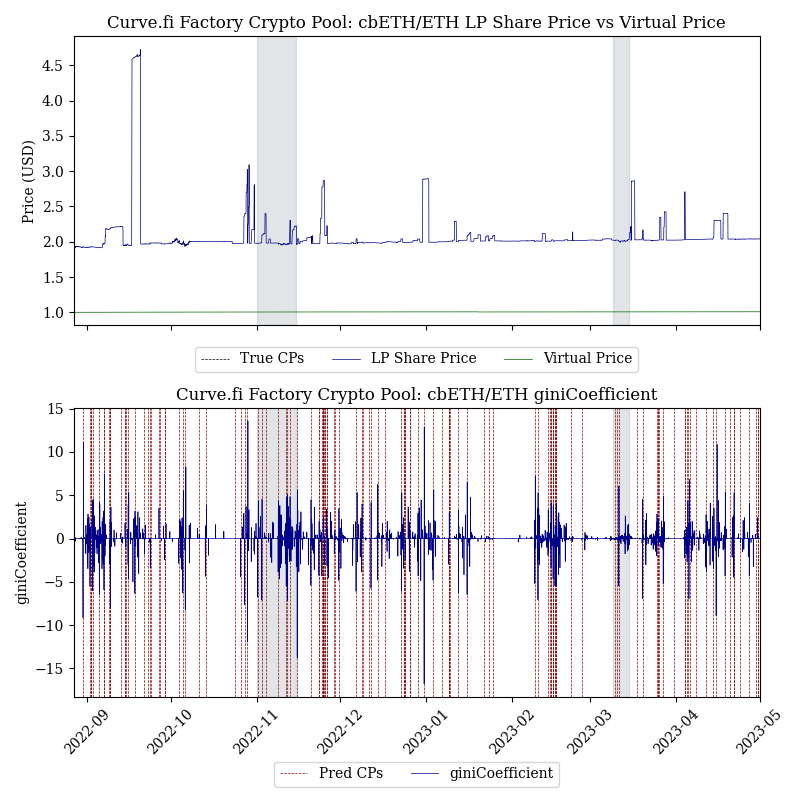 Curve.fi Factory Crypto Pool: cbETH/ETH LP Share Price vs Virtual Price
Price (USD)
4.5
4.0
3.5
3.0
2.5
2.0
1.5
1.0
True CPs
LP Share Price
Virtual Price
Curve.fi Factory Crypto Pool: cbETH/ETH giniCoefficient
giniCoefficient
15
10
5
0
−5
−10
−15
2022-09
2022-10
2022-11
2022-12
2023-01
2023-02
2023-03
2023-04
2023-05
Pred CPs
giniCoefficient